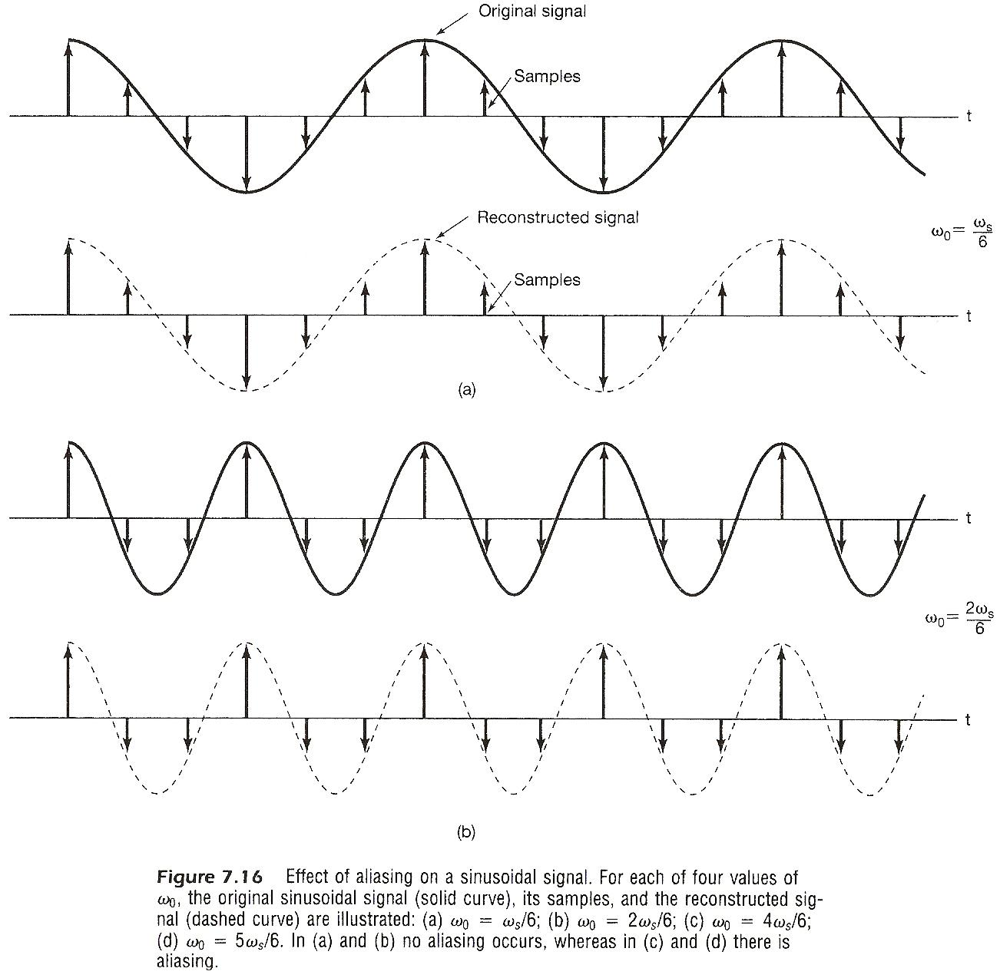 Original signal
Samples
t
Reconstructed signal
ω₀ = ωₛ/6
Samples
t
(a)
t
ω₀ = 2ωₛ/6
t
(b)
Figure 7.16 Effect of aliasing on a sinusoidal signal. For each of four values of
ω₀, the original sinusoidal signal (solid curve), its samples, and the reconstructed sig-
nal (dashed curve) are illustrated: (a) ω₀ = ωₛ/6; (b) ω₀ = 2ωₛ/6; (c) ω₀ = 4ωₛ/6;
(d) ω₀ = 5ωₛ/6. In (a) and (b) no aliasing occurs, whereas in (c) and (d) there is
aliasing.